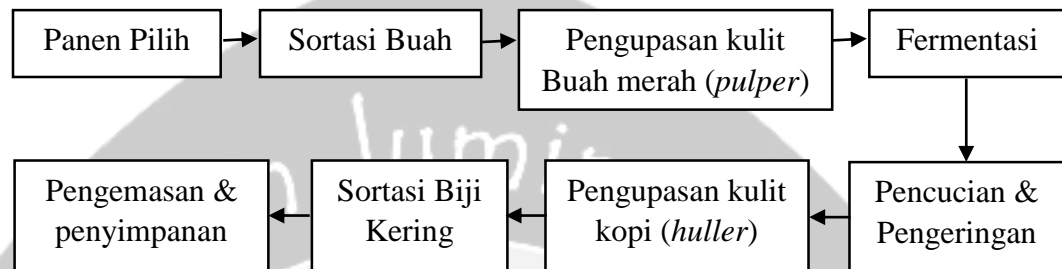 Panen Pilih
Sortasi Buah
Pengupasan kulit
Buah merah (pulper)
Fermentasi
Pencucian &
Pengeringan
Pengupasan kulit
kopi (huller)
Sortasi Biji
Kering
Pengemasan &
penyimpanan